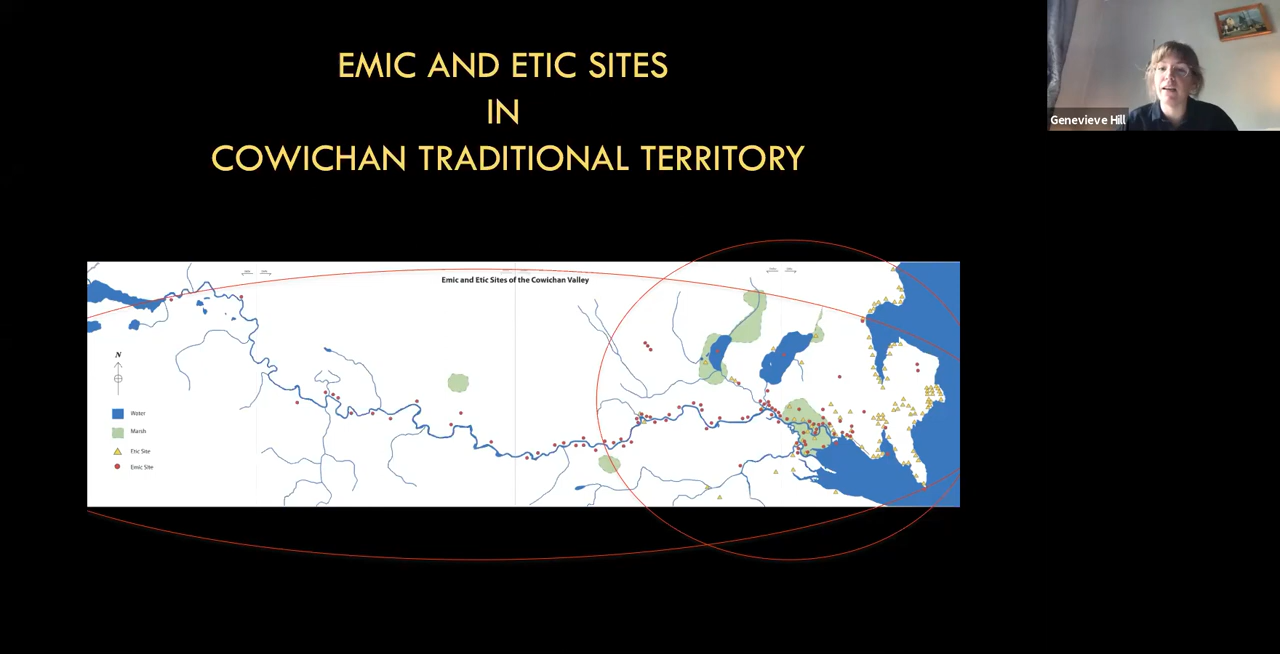 EMIC AND ETIC SITES
IN
COWICHAN TRADITIONAL TERRITORY
Genevieve Hill
Emic and Etic Sites of the Cowichan Valley
N
Water
Marsh
Etic Site
Emic Site